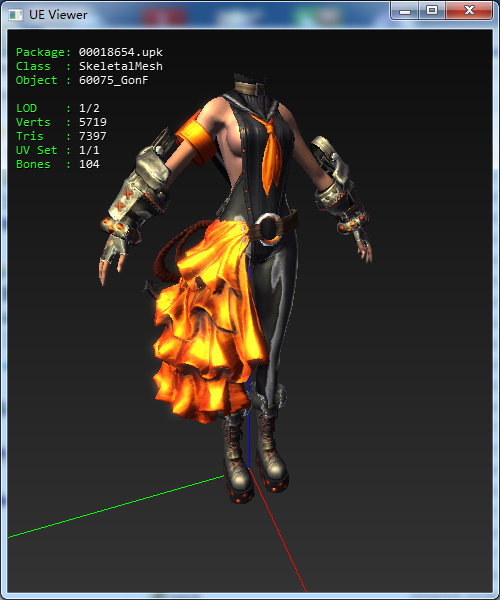 UE Viewer
Package: 00018654.upk
Class : SkeletalMesh
Object : 60075_GonF
LOD : 1/2
Verts : 5719
Tris : 7397
UV Set : 1/1
Bones : 104